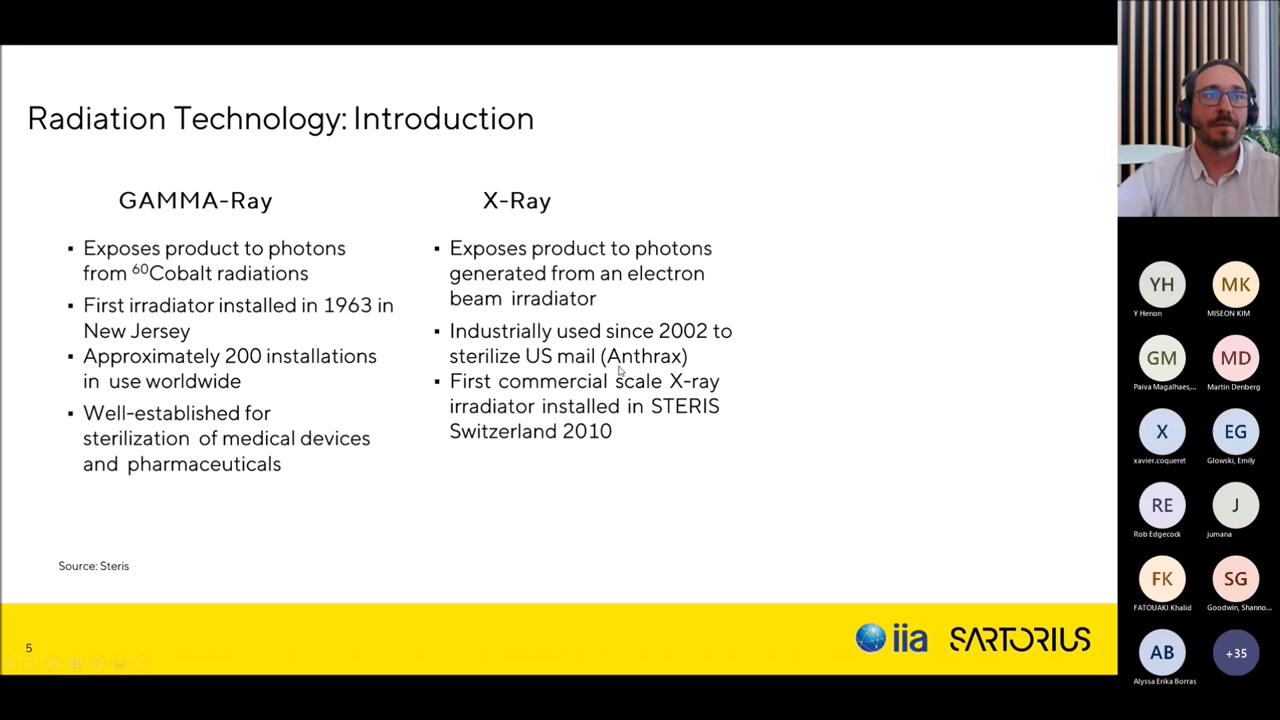 Radiation Technology: Introduction
GAMMA-Ray
▪ Exposes product to photons
from ⁶⁰Cobalt radiations
▪ First irradiator installed in 1963 in
New Jersey
▪ Approximately 200 installations
in use worldwide
▪ Well-established for
sterilization of medical devices
and pharmaceuticals
X-Ray
▪ Exposes product to photons
generated from an electron
beam irradiator
▪ Industrially used since 2002 to
sterilize US mail (Anthrax)
▪ First commercial scale X-ray
irradiator installed in STERIS
Switzerland 2010
Source: Steris
5
iia
SARTORIUS
YH
Y Henon
MK
MISEON KIM
GM
Paiva Magalhaes,...
MD
Martin Denberg
X
xavier.coqueret
EG
Glowski, Emily
RE
Rob Edgecock
J
jumana
FK
FATOUAKI Khalid
SG
Goodwin, Shanno...
AB
Alyssa Erika Borras
+35